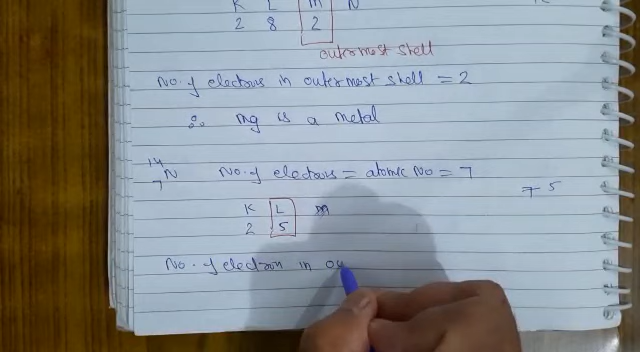 K L m N
2 8 2
outermost shell
No. of electrons in outermost shell = 2
∴ mg is a metal
14 7 N No. of electrons = atomic No = 7
7 5
K L m
2 5
No. of electron in ou